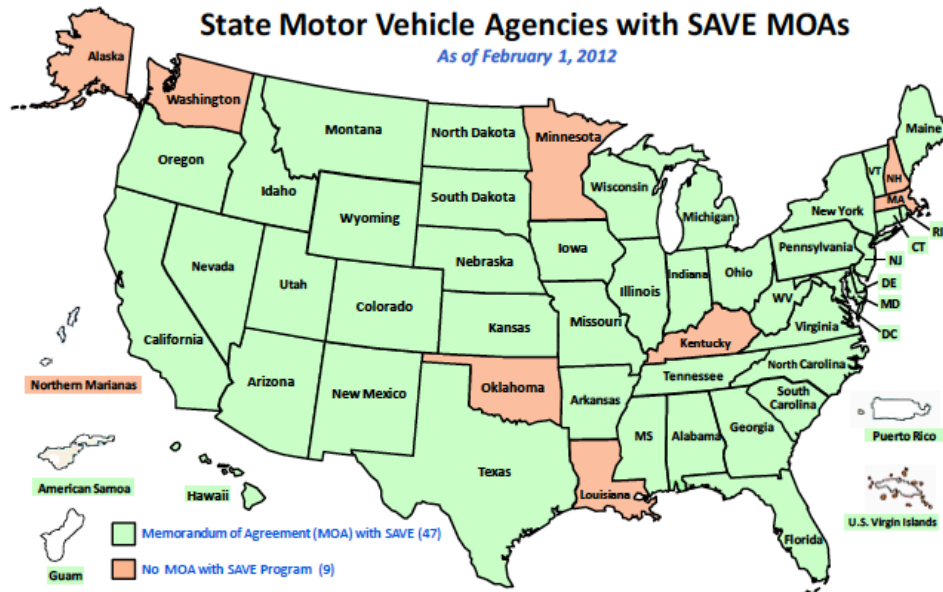 State Motor Vehicle Agencies with SAVE MOAs
As of February 1, 2012
Alaska
Washington
Montana
North Dakota
Minnesota
Maine
Oregon
Idaho
South Dakota
Wisconsin
VT
NH
MA
Wyoming
Michigan
New York
RI
CT
Iowa
Pennsylvania
NJ
Nebraska
Nevada
Utah
Illinois
Indiana
Ohio
DE
Colorado
WV
MD
Kansas
Missouri
Virginia
DC
California
Kentucky
Northern Marianas
Arizona
New Mexico
Oklahoma
Tennessee
North Carolina
Arkansas
South
Carolina
MS
Alabama
Georgia
Puerto Rico
Texas
American Samoa
Hawaii
Louisiana
U.S. Virgin Islands
Memorandum of Agreement (MOA) with SAVE (47)
Florida
Guam
No MOA with SAVE Program (9)